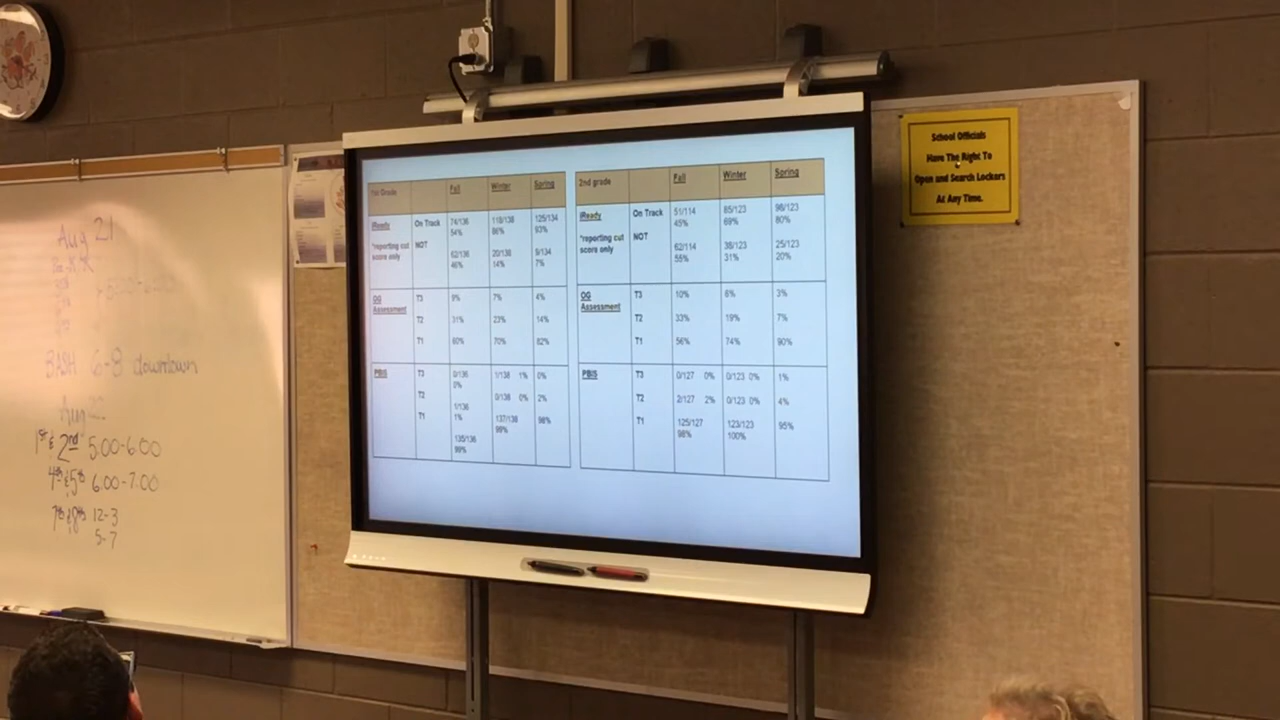 Aug 21
BASH 6-8 downtown
Aug 22
1st & 2nd 5:00-6:00
4th & 5th 6:00-7:00
7th & 8th 12-3
5-7
1st Grade Fall Winter Spring
iReady On Track 74/136 118/138 125/134
54% 86% 93%
*reporting cut NOT
score only 62/136 20/138 9/134
46% 14% 7%
OG T3 9% 7% 4%
Assessment
T2 31% 23% 14%
T1 60% 70% 82%
PBIS T3 0/136 1/138 1% 0%
0%
T2 0/138 0% 2%
1/136
1%
T1 137/138 98%
99%
135/136
99%
2nd grade Fall Winter Spring
iReady On Track 51/114 85/123 98/123
45% 69% 80%
*reporting cut NOT
score only 62/114 38/123 25/123
55% 31% 20%
OG T3 10% 6% 3%
Assessment
T2 33% 19% 7%
T1 56% 74% 90%
PBIS T3 0/127 0% 0/123 0% 1%
T2 2/127 2% 0/123 0% 4%
T1 125/127 123/123 95%
98% 100%
School Officials
Have The Right To
Open and Search Lockers
At Any Time.